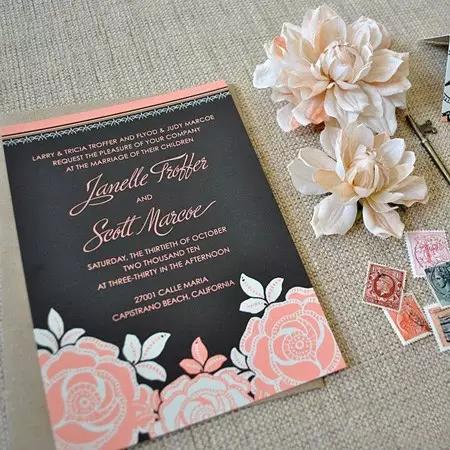 LARRY & TRICIA TROFFER AND FLYOD & JUDY MARCOE
REQUEST THE PLEASURE OF YOUR COMPANY
AT THE MARRIAGE OF THEIR CHILDREN
Janelle Troffer
AND
Scott Marcoe
SATURDAY, THE THIRTIETH OF OCTOBER
TWO THOUSAND TEN
AT THREE-THIRTY IN THE AFTERNOON
27001 CALLE MARIA
CAPISTRANO BEACH, CALIFORNIA